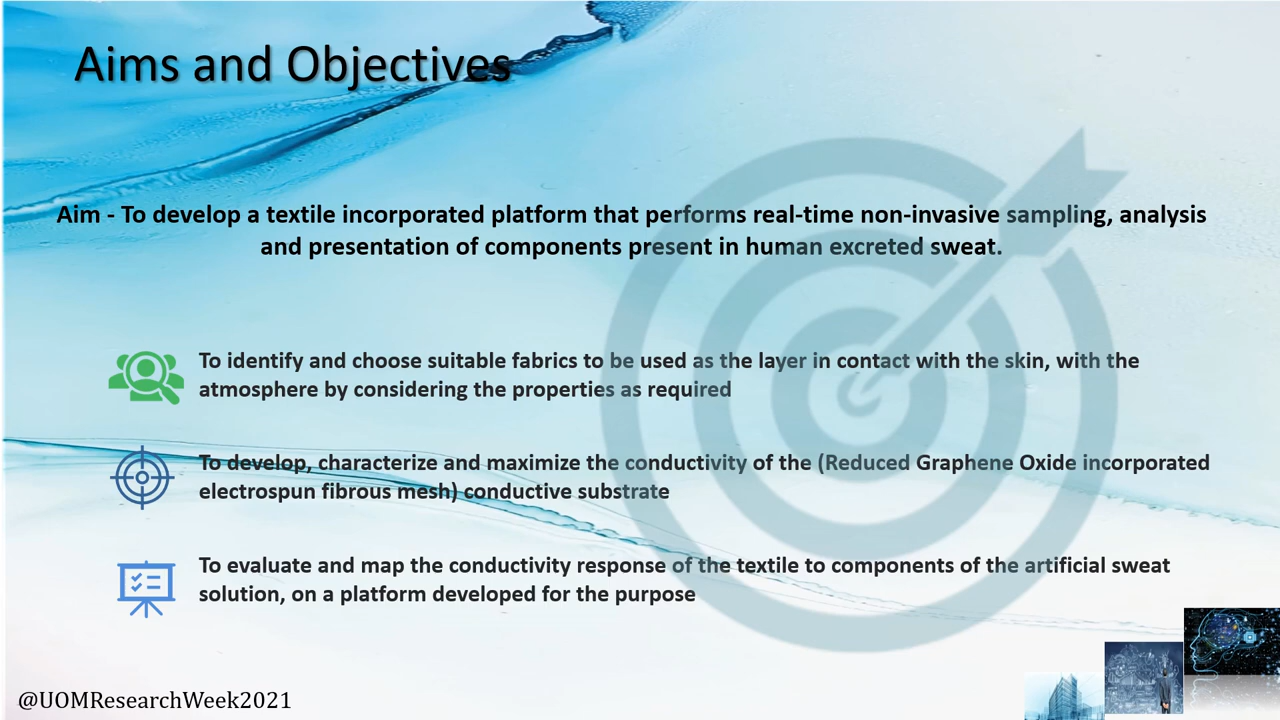 Aims and Objectives
Aim - To develop a textile incorporated platform that performs real-time non-invasive sampling, analysis
and presentation of components present in human excreted sweat.
To identify and choose suitable fabrics to be used as the layer in contact with the skin, with the
atmosphere by considering the properties as required
To develop, characterize and maximize the conductivity of the (Reduced Graphene Oxide incorporated
electrospun fibrous mesh) conductive substrate
To evaluate and map the conductivity response of the textile to components of the artificial sweat
solution, on a platform developed for the purpose
@UOMResearchWeek2021